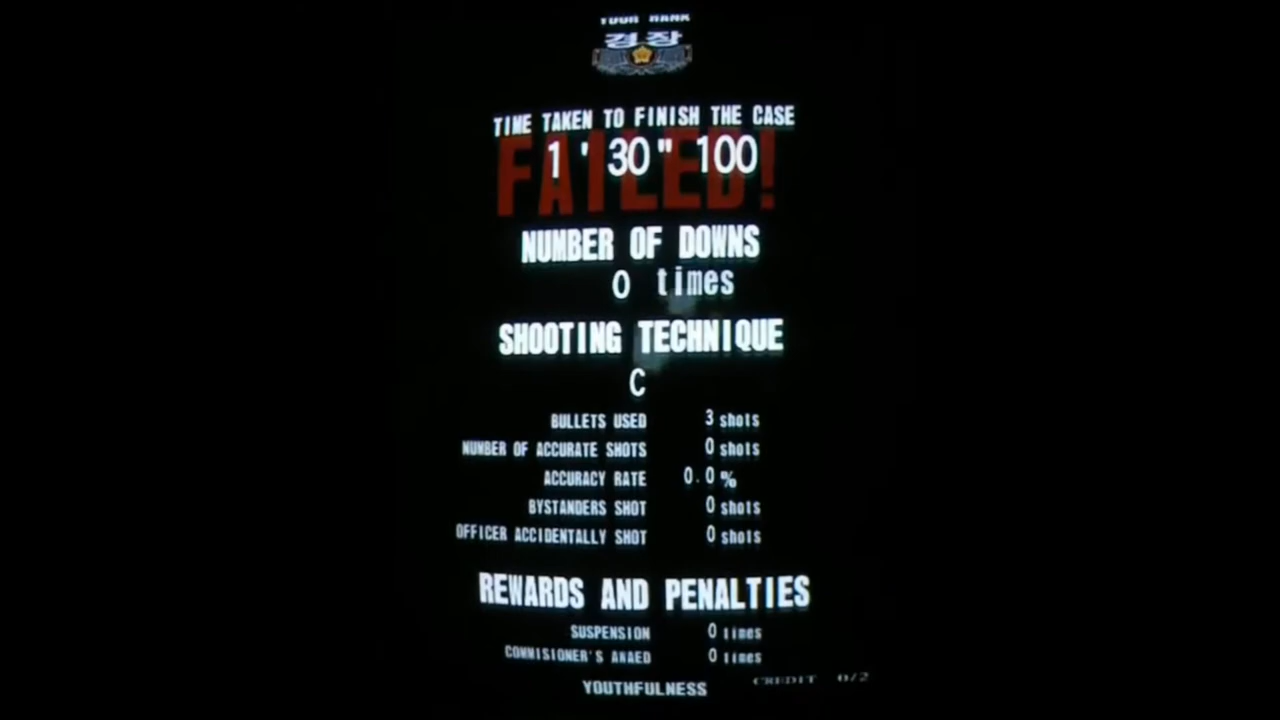 YOUR RANK
경장
TIME TAKEN TO FINISH THE CASE
FAILED!
1 ' 30 " 100
NUMBER OF DOWNS
0 times
SHOOTING TECHNIQUE
C
BULLETS USED 3 shots
NUMBER OF ACCURATE SHOTS 0 shots
ACCURACY RATE 0.0 %
BYSTANDERS SHOT 0 shots
OFFICER ACCIDENTALLY SHOT 0 shots
REWARDS AND PENALTIES
SUSPENSION 0 times
COMMISIONER'S AWAED 0 times
YOUTHFULNESS
CREDIT 0/2